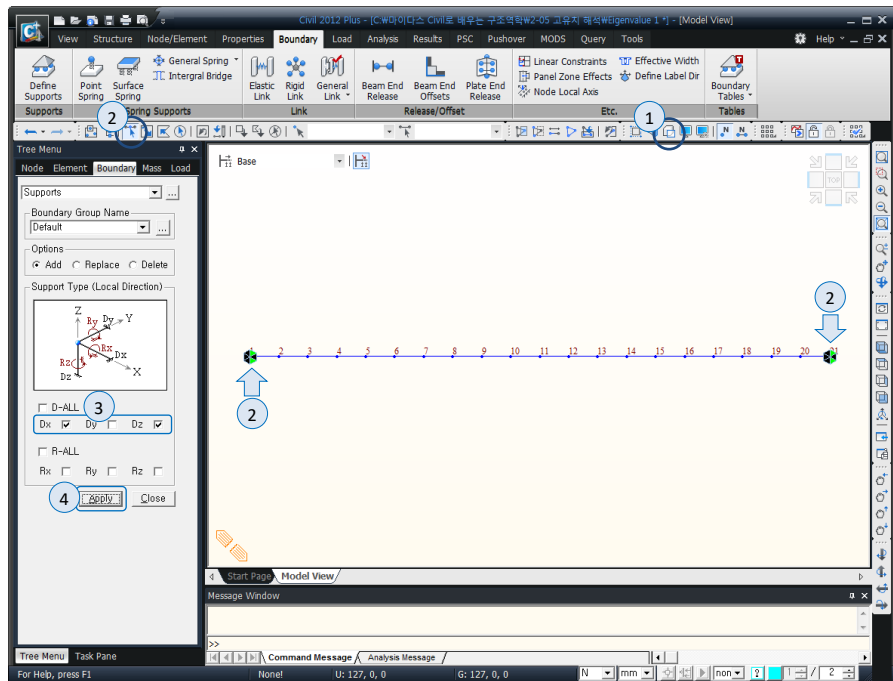 Civil 2012 Plus - [C:₩마이다스 Civil로 배우는 구조역학₩2-05 고유치 해석₩Eigenvalue 1 *] - [Model View]
View Structure Node/Element Properties Boundary Load Analysis Results PSC Pushover MODS Query Tools Help
Define Supports
Point Spring
Surface Spring
General Spring
Intergral Bridge
Elastic Link
Rigid Link
General Link
Beam End Release
Beam End Offsets
Plate End Release
Linear Constraints
Panel Zone Effects
Node Local Axis
Effective Width
Define Label Dir
Boundary Tables
Supports
Spring Supports
Link
Release/Offset
Etc.
Tables
2
1
Tree Menu
Node Element Boundary Mass Load
Supports
...
Boundary Group Name
Default
...
Options
Add Replace Delete
Support Type (Local Direction)
Z
Ry Dy Y
Rx
Dx
Rz
Dz
X
D-ALL
3
Dx Dy Dz
R-ALL
Rx Ry Rz
4
Apply Close
Base
TOP
2
1 2 3 4 5 6 7 8 9 10 11 12 13 14 15 16 17 18 19 20 21
2
Start Page Model View
Message Window
>>
Command Message Analysis Message
Tree Menu Task Pane
For Help, press F1
None!
U: 127, 0, 0
G: 127, 0, 0
N
mm
non
?
1 / 2